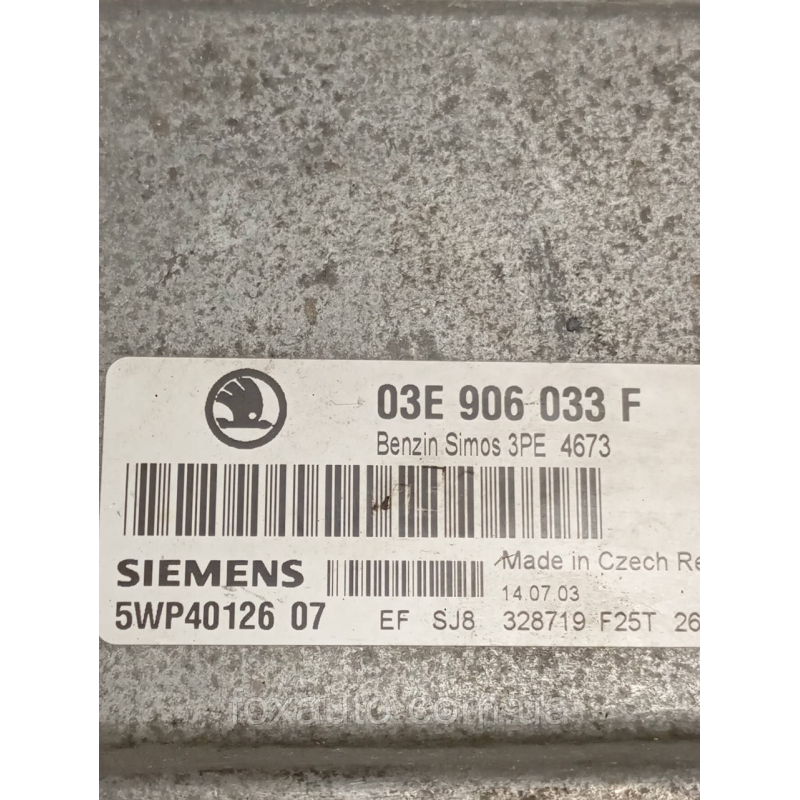 03E 906 033 F
Benzin Simos 3PE 4673
Made in Czech Re
SIEMENS
14.07.03
5WP40126 07 EF SJ8 328719 F25T 26
foxauto.com.ua